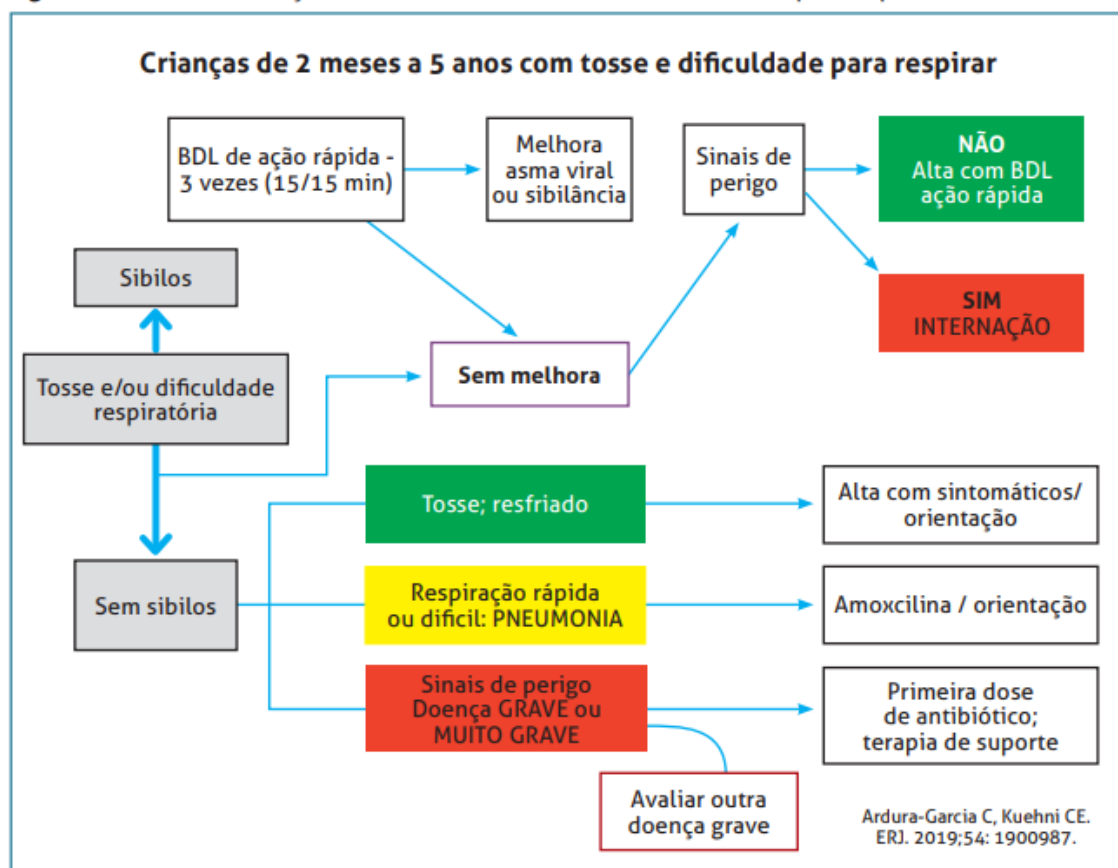 Crianças de 2 meses a 5 anos com tosse e dificuldade para respirar
BDL de ação rápida -
3 vezes (15/15 min)
Melhora
asma viral
ou sibilância
Sinais de
perigo
NÃO
Alta com BDL
ação rápida
SIM
INTERNAÇÃO
Sibilos
Tosse e/ou dificuldade
respiratória
Sem melhora
Sem sibilos
Tosse; resfriado
Alta com sintomáticos/
orientação
Respiração rápida
ou dificil: PNEUMONIA
Amoxcilina / orientação
Sinais de perigo
Doença GRAVE ou
MUITO GRAVE
Primeira dose
de antibiótico;
terapia de suporte
Avaliar outra
doença grave
Ardura-Garcia C, Kuehni CE.
ERJ. 2019;54: 1900987.